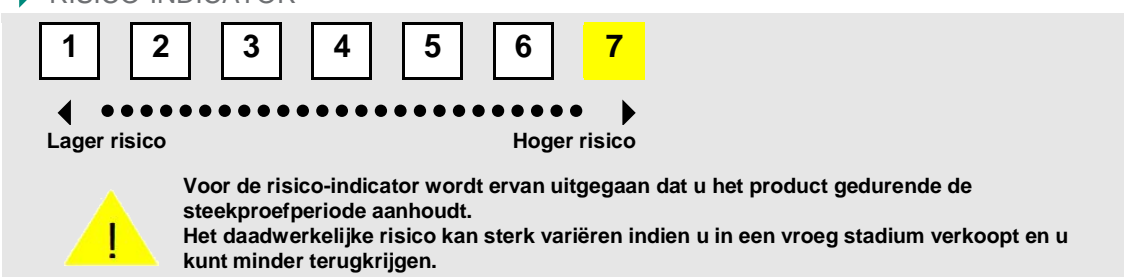 RISICO-INDICATOR
1 2 3 4 5 6 7
Lager risico Hoger risico
Voor de risico-indicator wordt ervan uitgegaan dat u het product gedurende de
steekproefperiode aanhoudt.
Het daadwerkelijke risico kan sterk variëren indien u in een vroeg stadium verkoopt en u
kunt minder terugkrijgen.
!